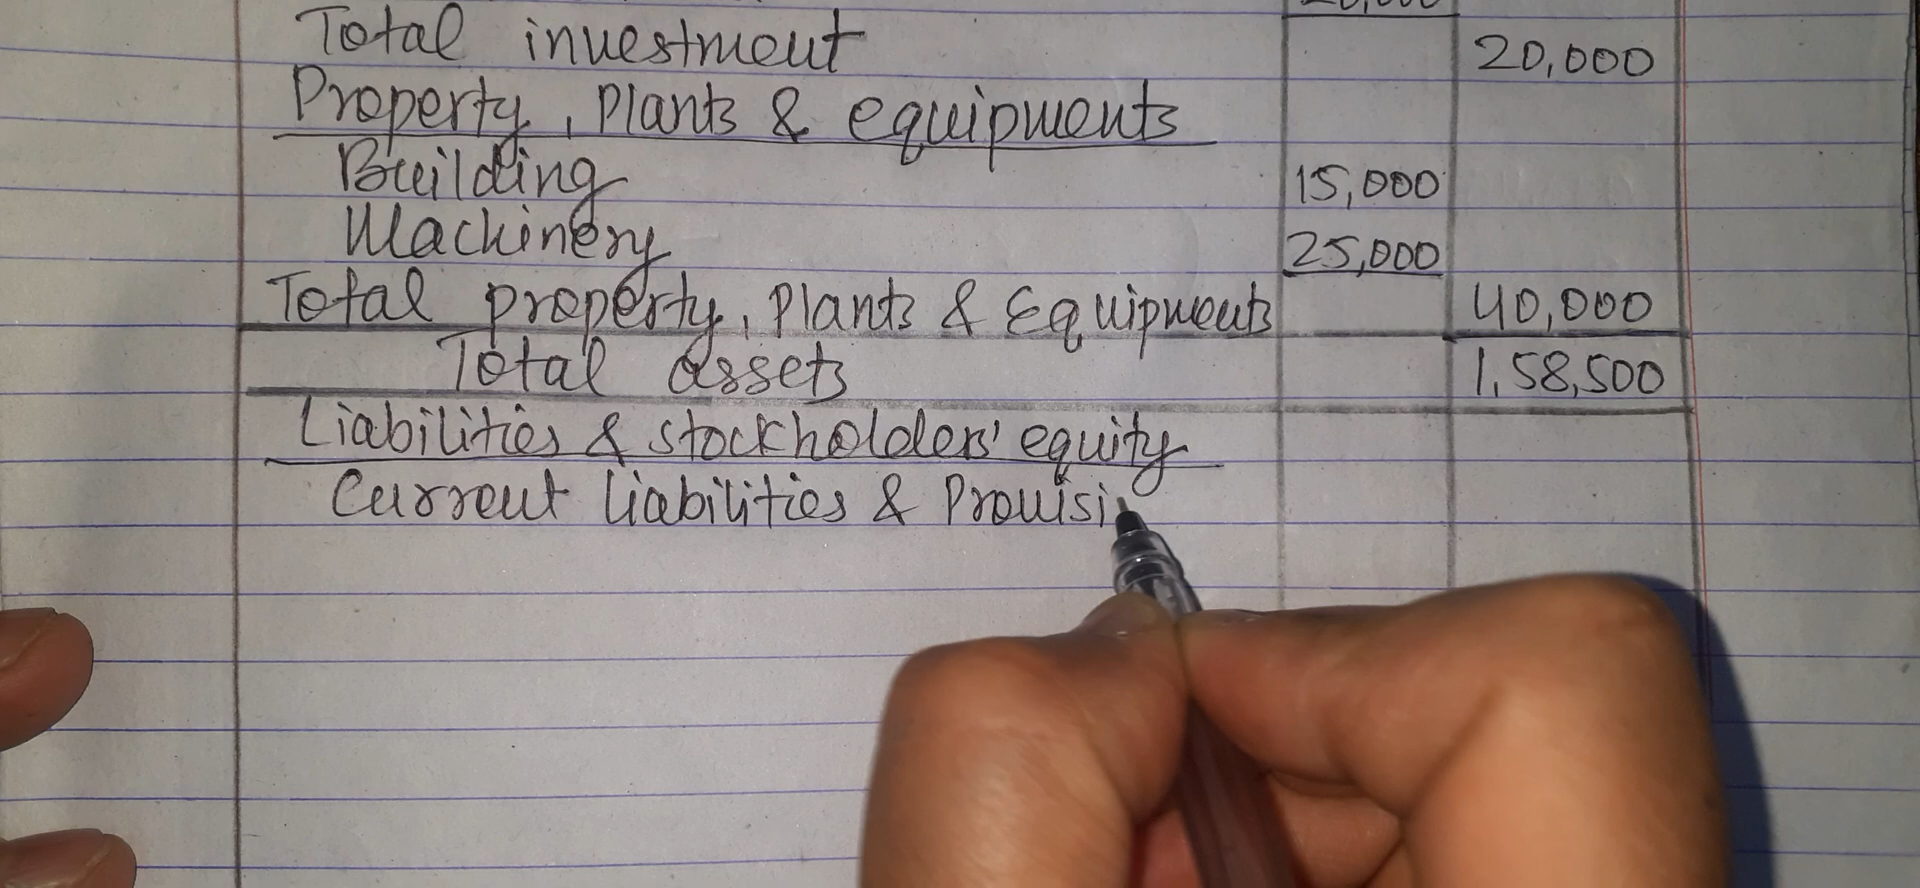 Total investment 20,000
Property, Plants & equipments
Building 15,000
Machinery 25,000
Total property, Plants & Equipments 40,000
Total assets 1,58,500
Liabilities & stockholders' equity
Current liabilities & Provisi